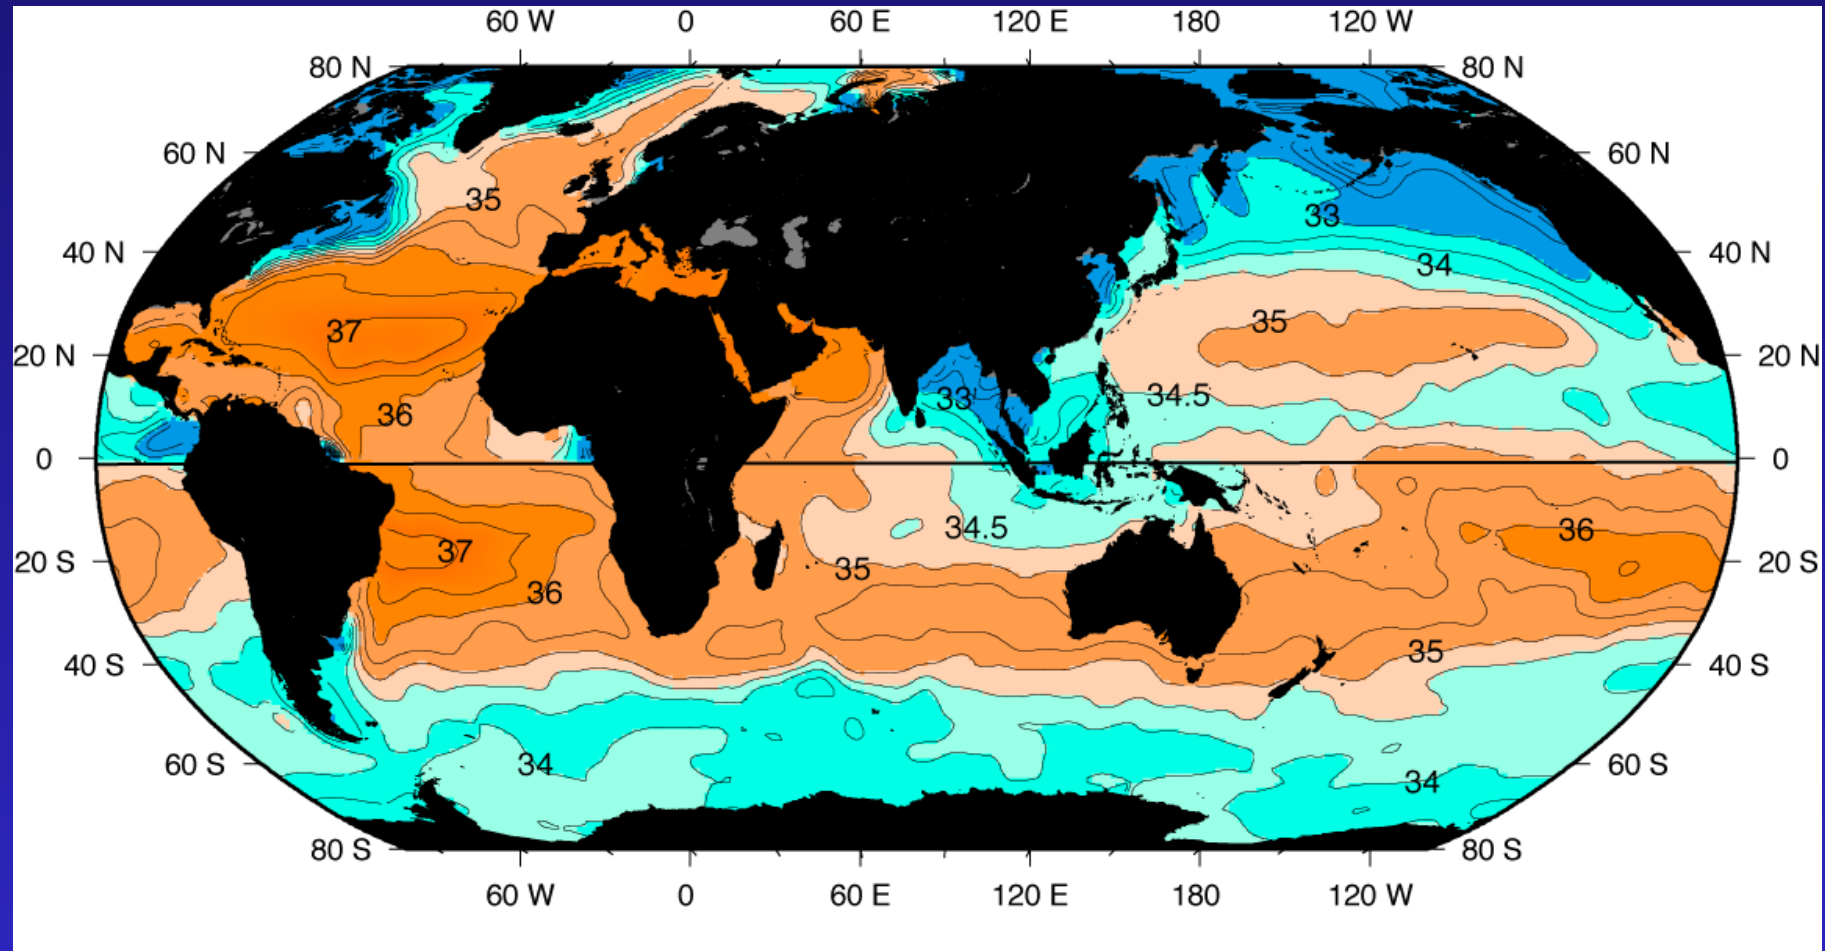 60 W 0 60 E 120 E 180 120 W
80 N 80 N
60 N 60 N
35
33
40 N 40 N
34
37 35
20 N 20 N
33 34.5
36
0 0
34.5 36
37
20 S 35 20 S
36
35
40 S 40 S
60 S 34 60 S
34
80 S 80 S
60 W 0 60 E 120 E 180 120 W